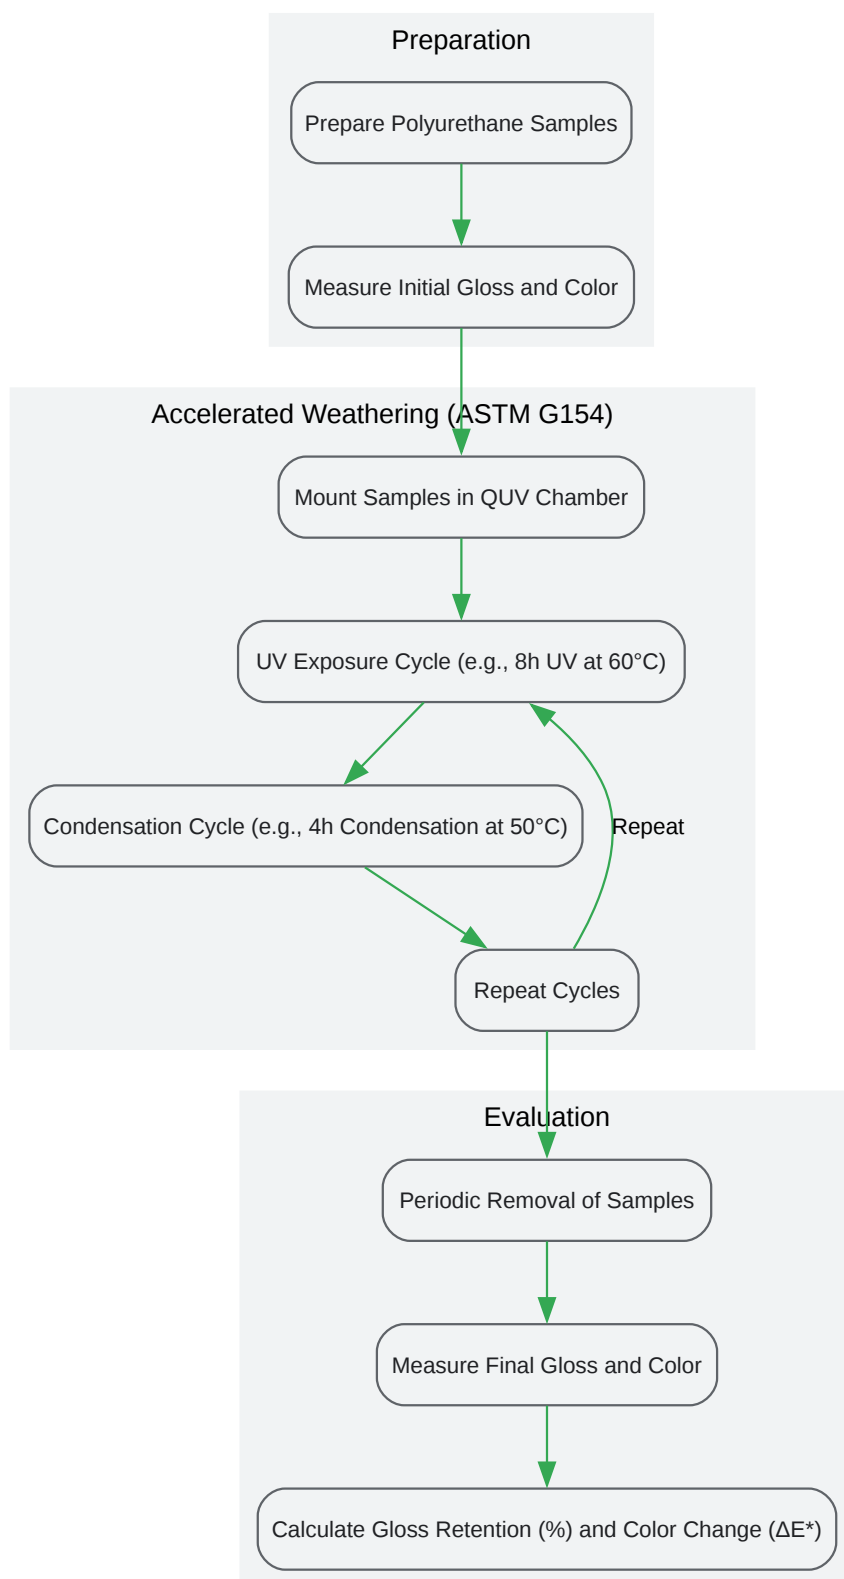 Preparation
Prepare Polyurethane Samples
Measure Initial Gloss and Color
Accelerated Weathering (ASTM G154)
Mount Samples in QUV Chamber
UV Exposure Cycle (e.g., 8h UV at 60°C)
Condensation Cycle (e.g., 4h Condensation at 50°C)
Repeat
Repeat Cycles
Evaluation
Periodic Removal of Samples
Measure Final Gloss and Color
Calculate Gloss Retention (%) and Color Change (ΔE*)